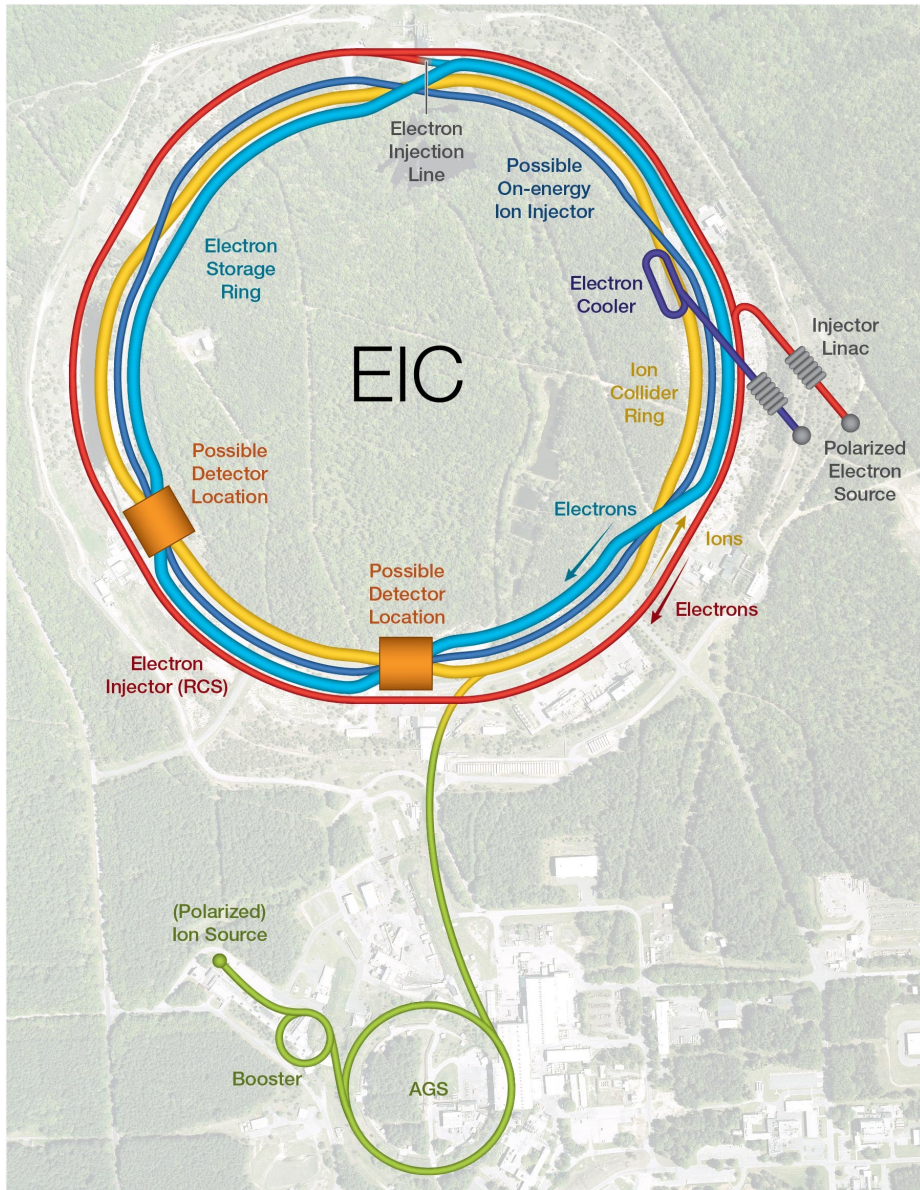 Electron
Injection
Line
Possible
On-energy
Ion Injector
Electron
Storage
Ring
Electron
Cooler
Injector
Linac
EIC
Ion
Collider
Ring
Possible
Detector
Location
Polarized
Electron
Source
Electrons
Ions
Possible
Detector
Location
Electrons
Electron
Injector (RCS)
(Polarized)
Ion Source
Booster
AGS